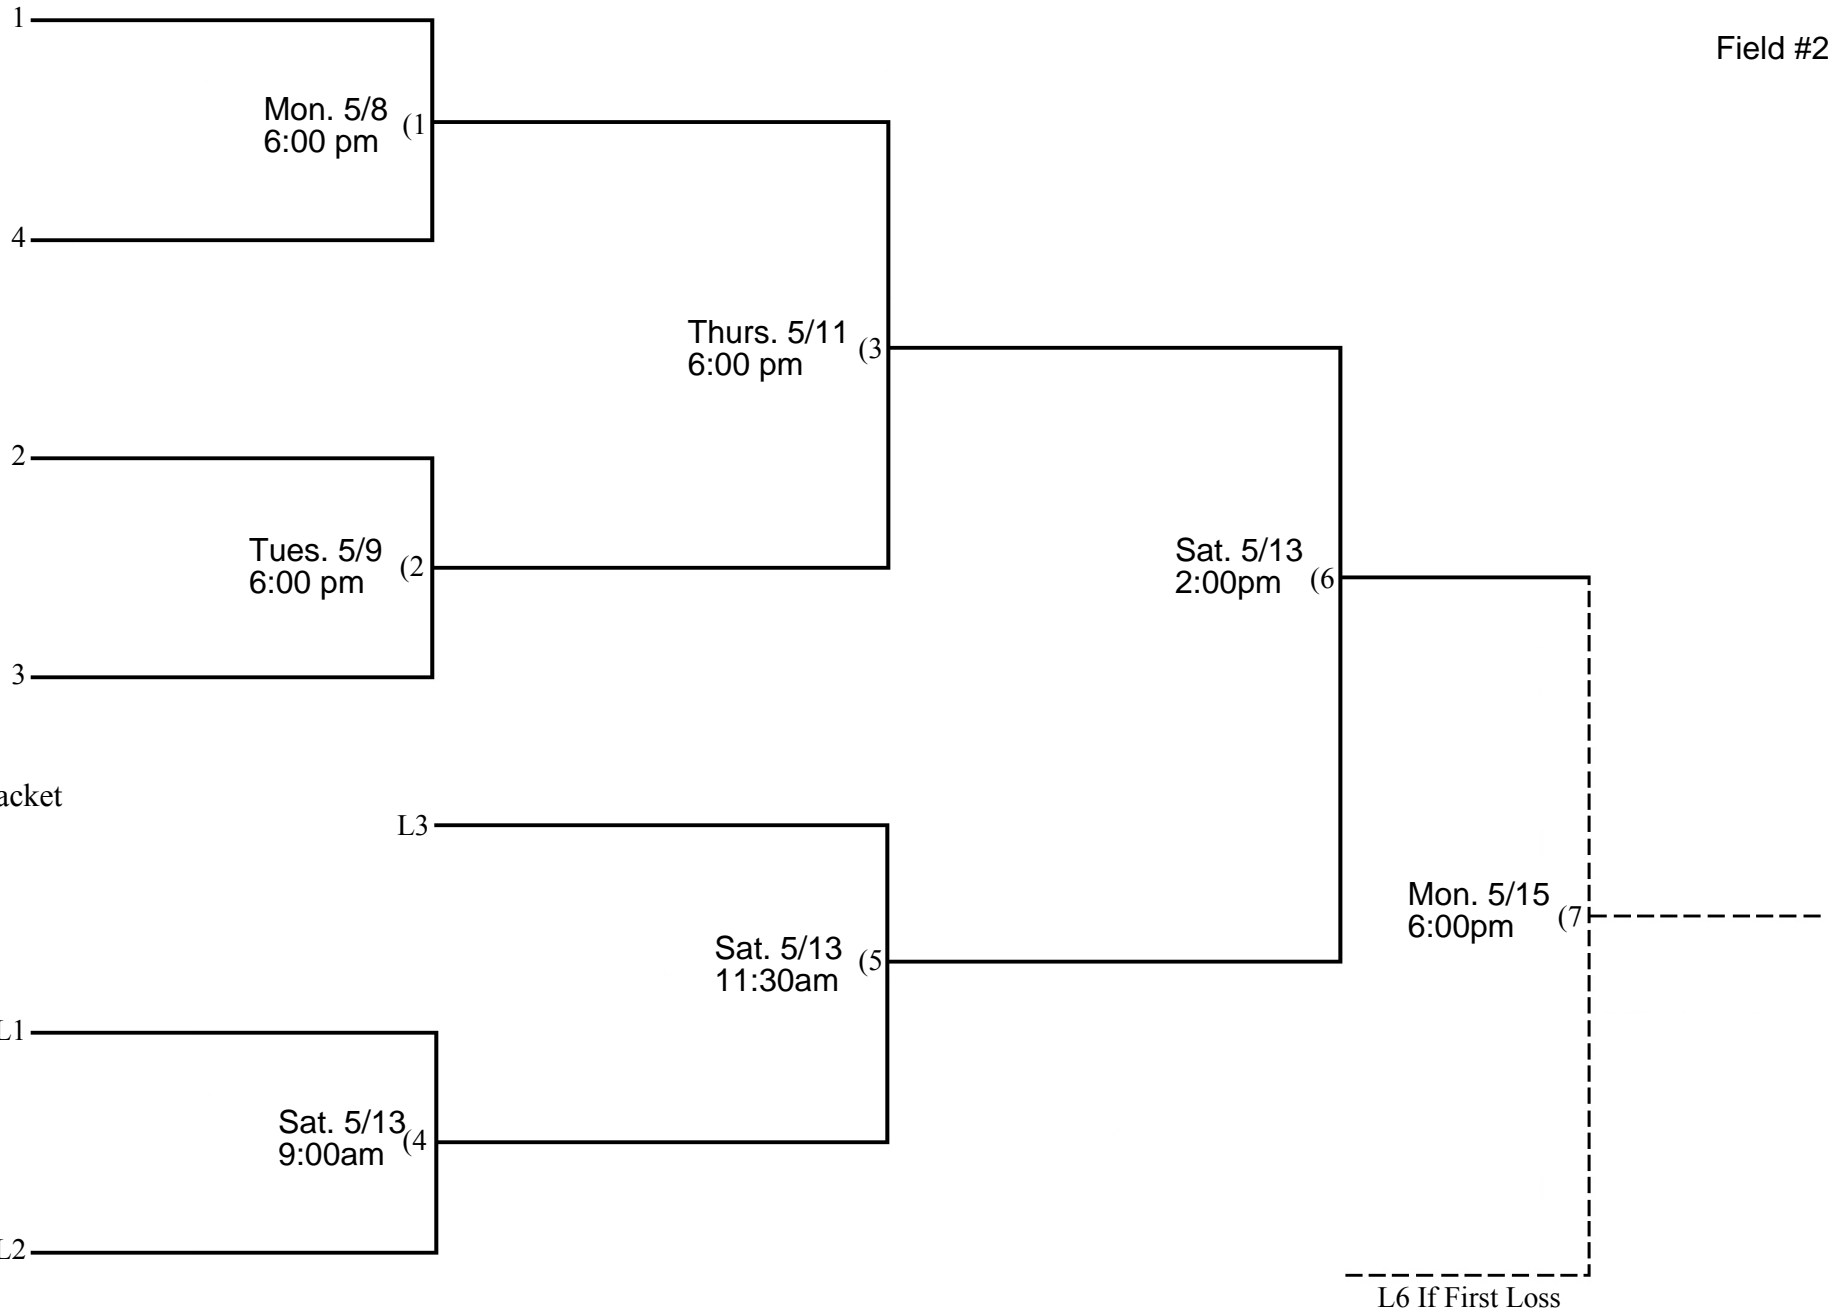 1
Field #2
Mon. 5/8
6:00 pm
(1
4
Thurs. 5/11
6:00 pm
(3
2
Tues. 5/9
6:00 pm
(2
Sat. 5/13
2:00pm
(6
3
acket
L3
Mon. 5/15
6:00pm
(7
Sat. 5/13
11:30am
(5
L1
Sat. 5/13
9:00am
(4
L2
L6 If First Loss